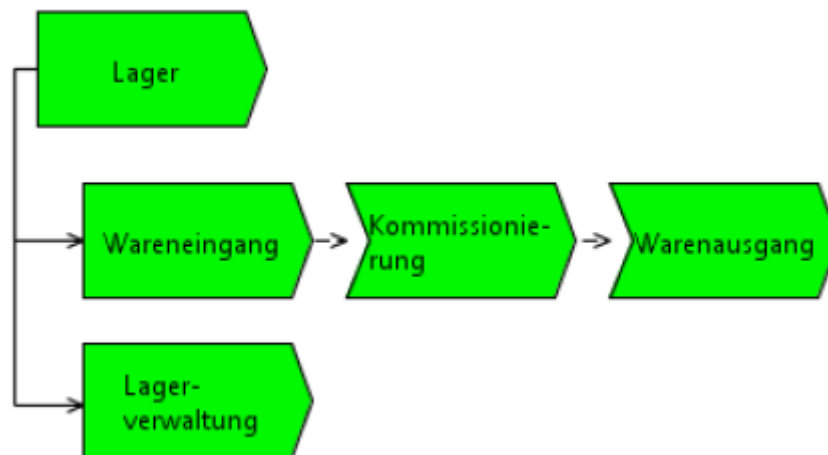 Lager
Wareneingang
Kommissionie-
rung
Warenausgang
Lager-
verwaltung